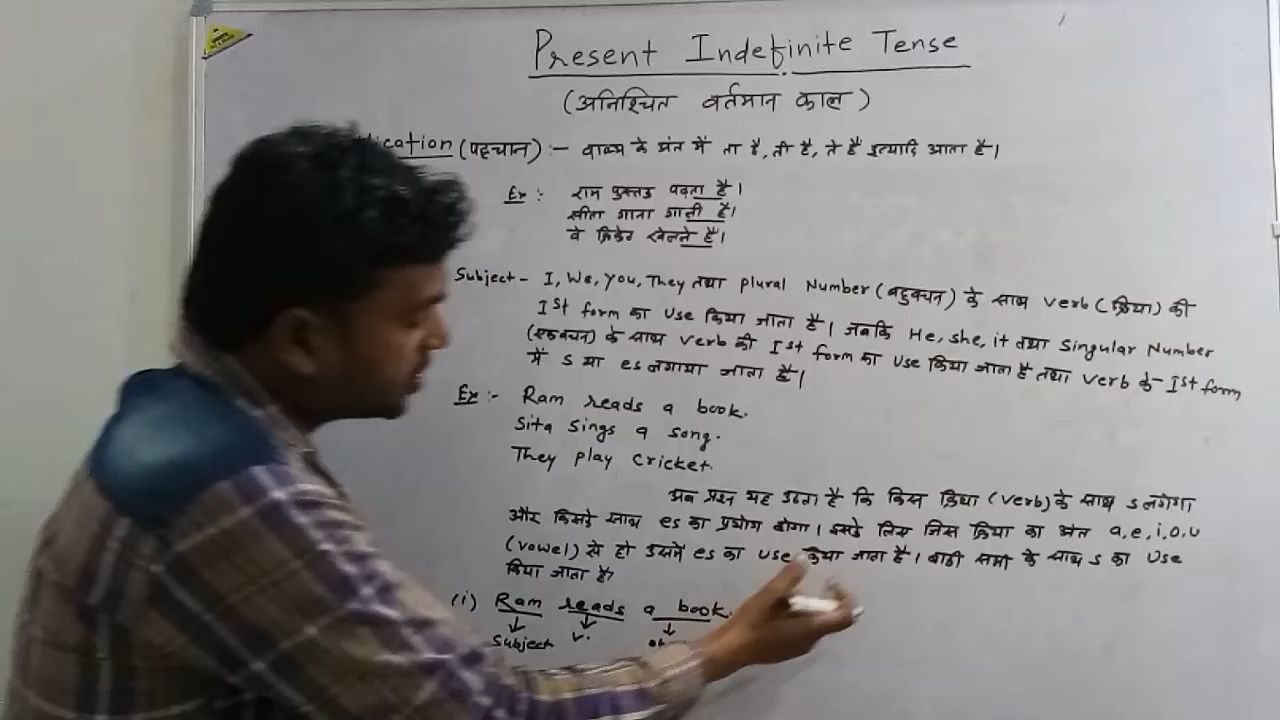 Present Indefinite Tense
(अनिश्चित वर्तमान काल)
ication (पहचान) :- वाक्य के अंत में ता है, ती है, ते हैं इत्यादि आता है।
Ex : राम पुस्तक पढ़ता है।
सीता गाना गाती है।
वे क्रिकेट खेलते है।
Subject - I, We, you, They तथा plural Number (बहुवचन) के साथ verb (क्रिया) की
Ist form का use किया जाता है। जबकि He, she, it तथा singular Number
(एकवचन) के साथ verb की Ist form का use किया जाता है तथा verb के Ist form
में s या es लगाया जाता है।
Ex :- Ram reads a book.
Sita sings a song.
They play cricket.
अब प्रश्न यह उठता है कि किस क्रिया (verb) के साथ s लगेगा
और किसके साथ es का प्रयोग होगा। इसके लिए जिस क्रिया का अंत a, e, i, o, u
(vowel) से हो उसमें es का use किया जाता है। बाकी सभी के साथ s का use
किया जाता है?
(i) Ram reads a book.
subject v. ob